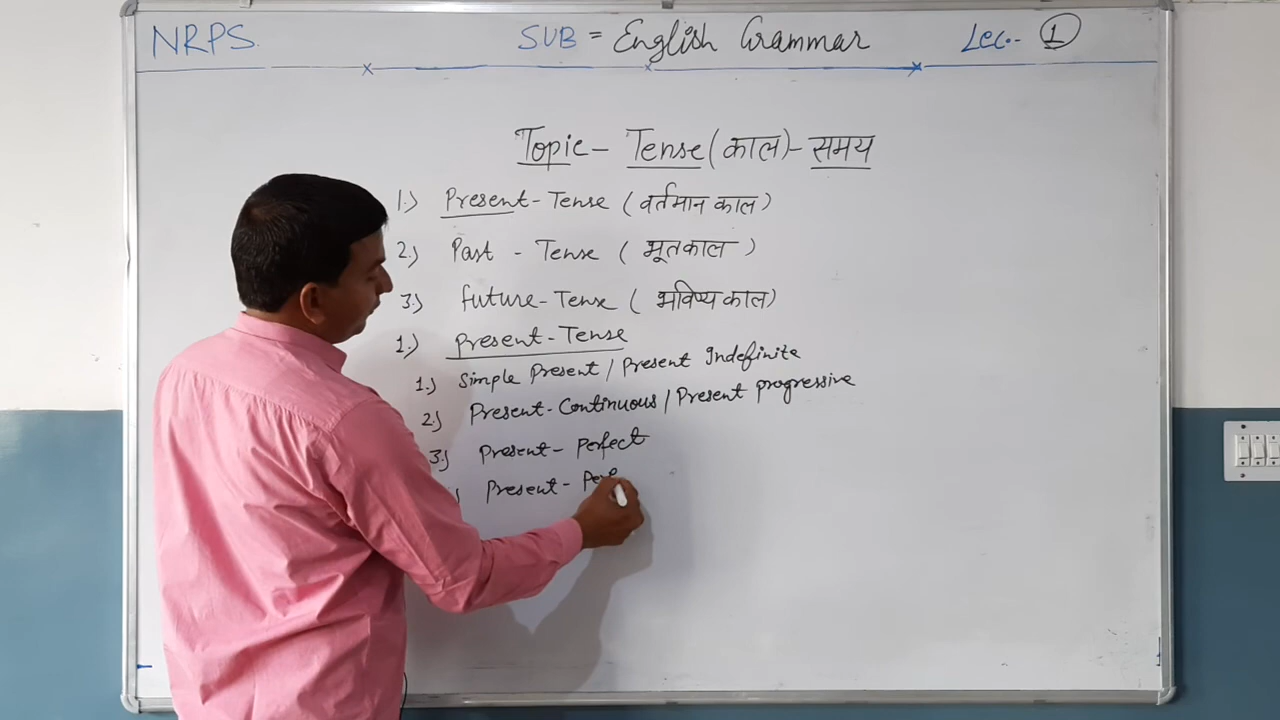 NRPS. SUB = English Grammar Lec.- 1
Topic - Tense (काल) - समय
1.) Present - Tense (वर्तमान काल)
2.) Past - Tense (भूतकाल)
3.) future - Tense (भविष्य काल)
1.) Present - Tense
1.) Simple Present / Present Indefinite
2.) Present - Continuous / Present progressive
3.) Present - Perfect
) Present -